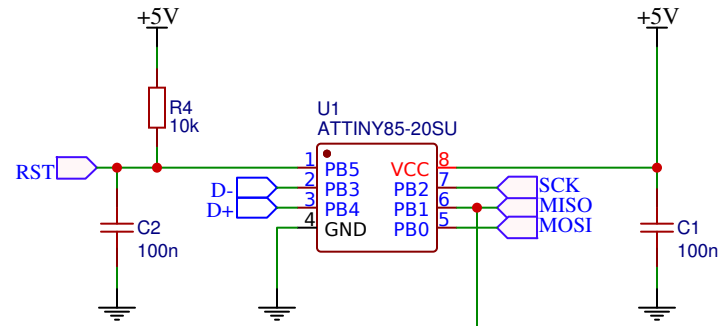 +5V
+5V
R4
10k
U1
ATTINY85-20SU
RST
1 PB5
VCC 8
D- 2 PB3
PB2 7 SCK
D+ 3 PB4
PB1 6 MISO
4 GND
PB0 5 MOSI
C2
100n
C1
100n